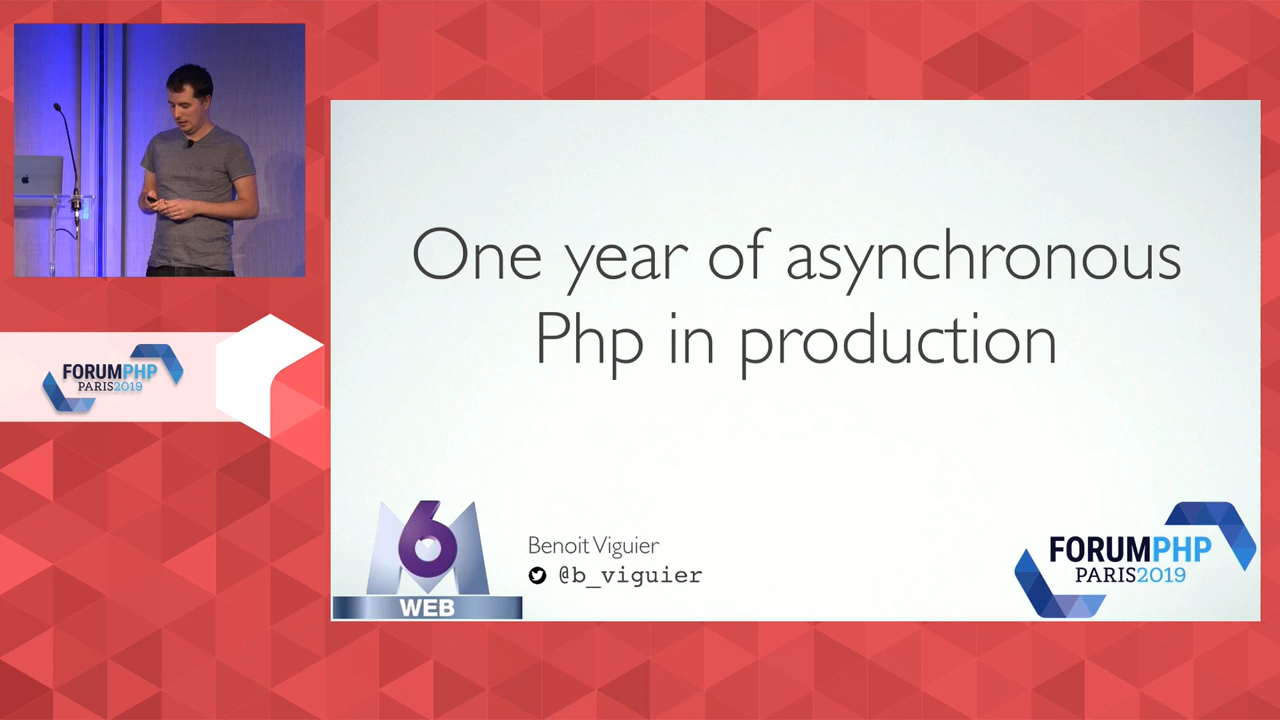 FORUMPHP
PARIS2019
One year of asynchronous
Php in production
6
WEB
Benoit Viguier
@b_viguier
FORUMPHP
PARIS2019